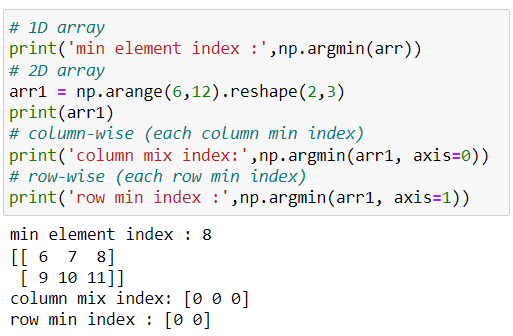 # 1D array
print('min element index :',np.argmin(arr))
# 2D array
arr1 = np.arange(6,12).reshape(2,3)
print(arr1)
# column-wise (each column min index)
print('column mix index:',np.argmin(arr1, axis=0))
# row-wise (each row min index)
print('row min index :',np.argmin(arr1, axis=1))
min element index : 8
[[ 6  7  8]
 [ 9 10 11]]
column mix index: [0 0 0]
row min index : [0 0]